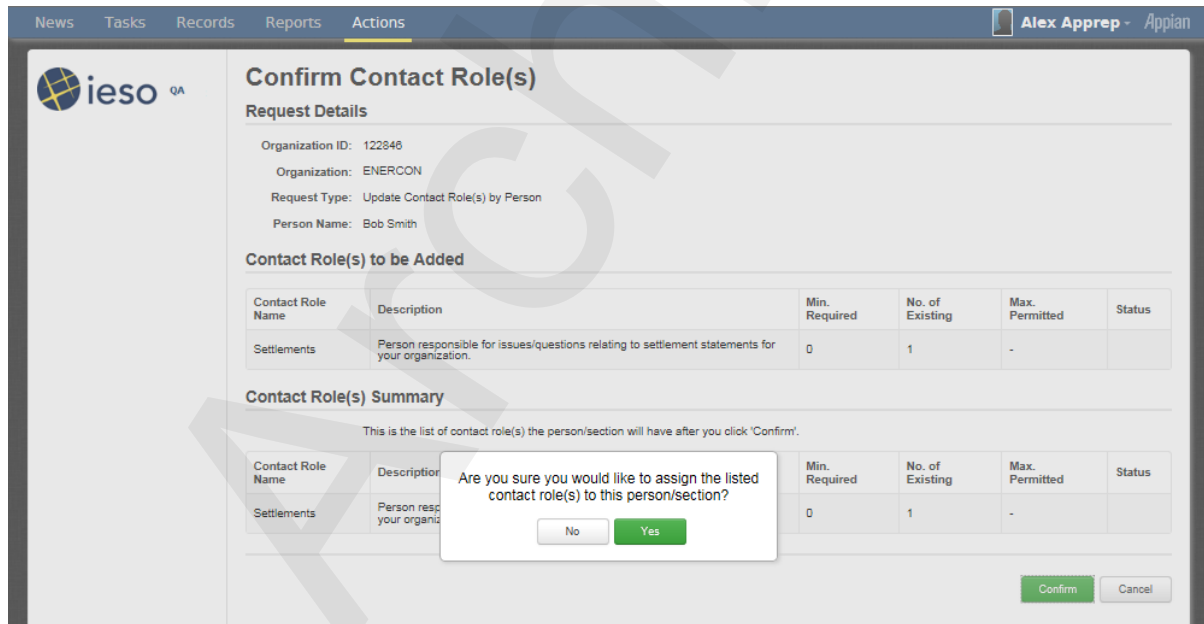 News Tasks Records Reports Actions Alex Apprep - Appian
ieso QA
Confirm Contact Role(s)
Request Details
Organization ID: 122846
Organization: ENERCON
Request Type: Update Contact Role(s) by Person
Person Name: Bob Smith
Contact Role(s) to be Added
Contact Role Name Description Min. Required No. of Existing Max. Permitted Status
Settlements Person responsible for issues/questions relating to settlement statements for
your organization. 0 1 -
Contact Role(s) Summary
This is the list of contact role(s) the person/section will have after you click 'Confirm'.
Contact Role Name Description Min. Required No. of Existing Max. Permitted Status
Settlements Person resp
your organiz 0 1 -
Are you sure you would like to assign the listed
contact role(s) to this person/section?
No Yes
Confirm Cancel
Arch